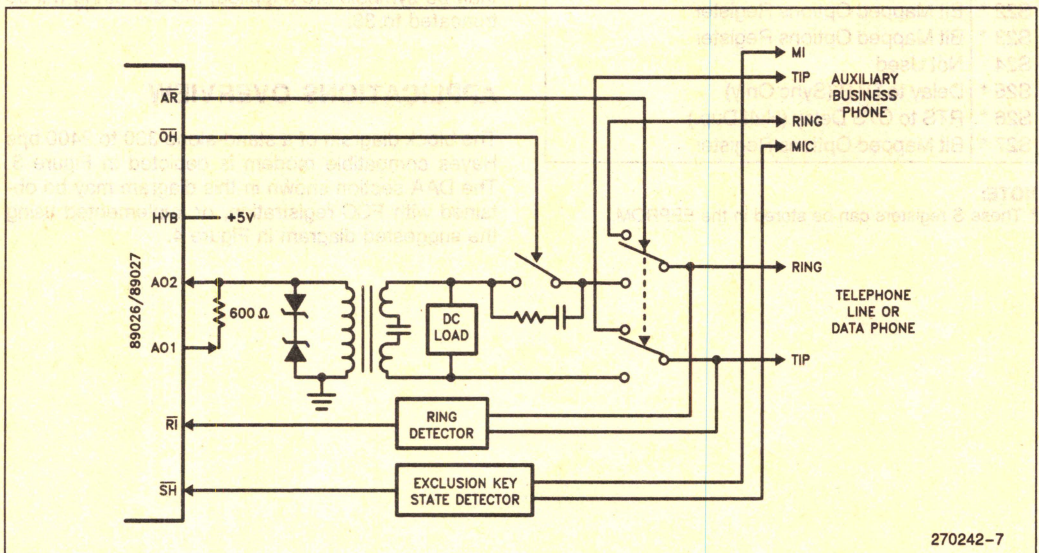 MI
TIP
AUXILIARY
BUSINESS
PHONE
RING
MIC
AR
OH
HYB
+5V
89026/89027
AO2
600 Ω
AO1
DC
LOAD
RING
TELEPHONE
LINE OR
DATA PHONE
TIP
RI
RING
DETECTOR
SH
EXCLUSION KEY
STATE DETECTOR
270242-7